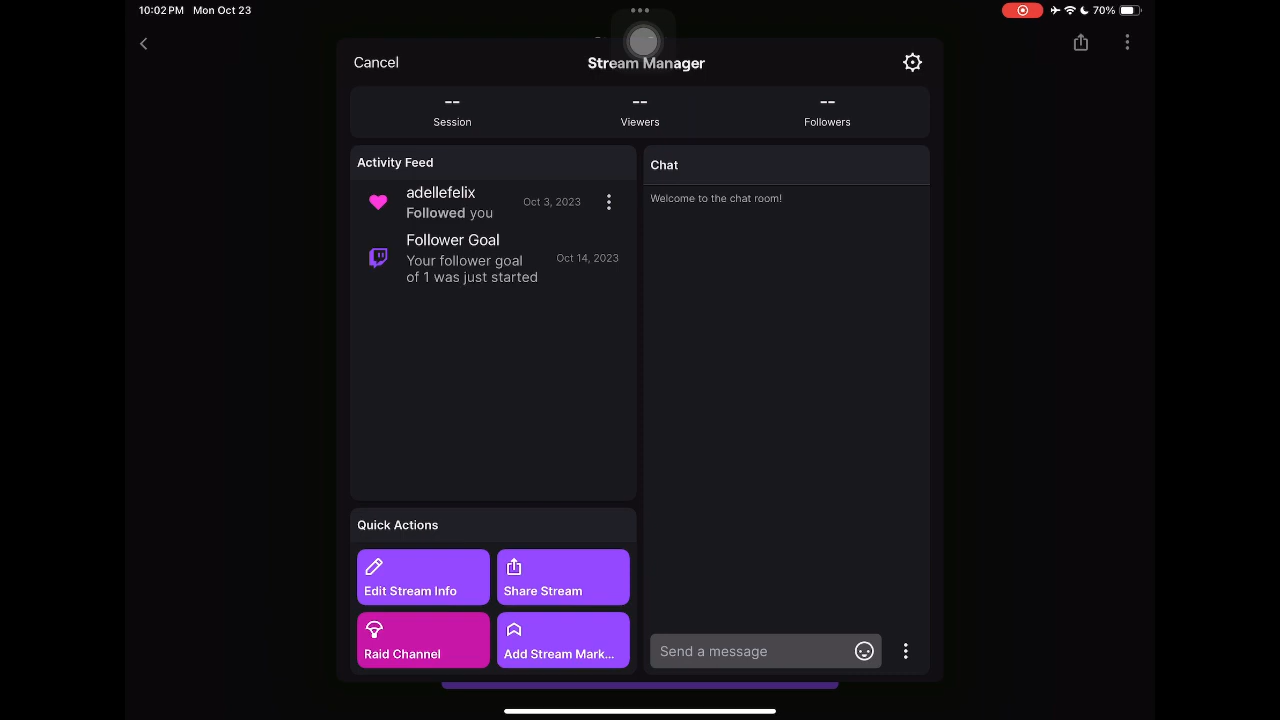 10:02 PM Mon Oct 23
70%
Cancel
Stream Manager
--
--
--
Session
Viewers
Followers
Activity Feed
adellefelix
Followed you
Oct 3, 2023
Follower Goal
Your follower goal
of 1 was just started
Oct 14, 2023
Quick Actions
Edit Stream Info
Share Stream
Raid Channel
Add Stream Mark...
Chat
Welcome to the chat room!
Send a message